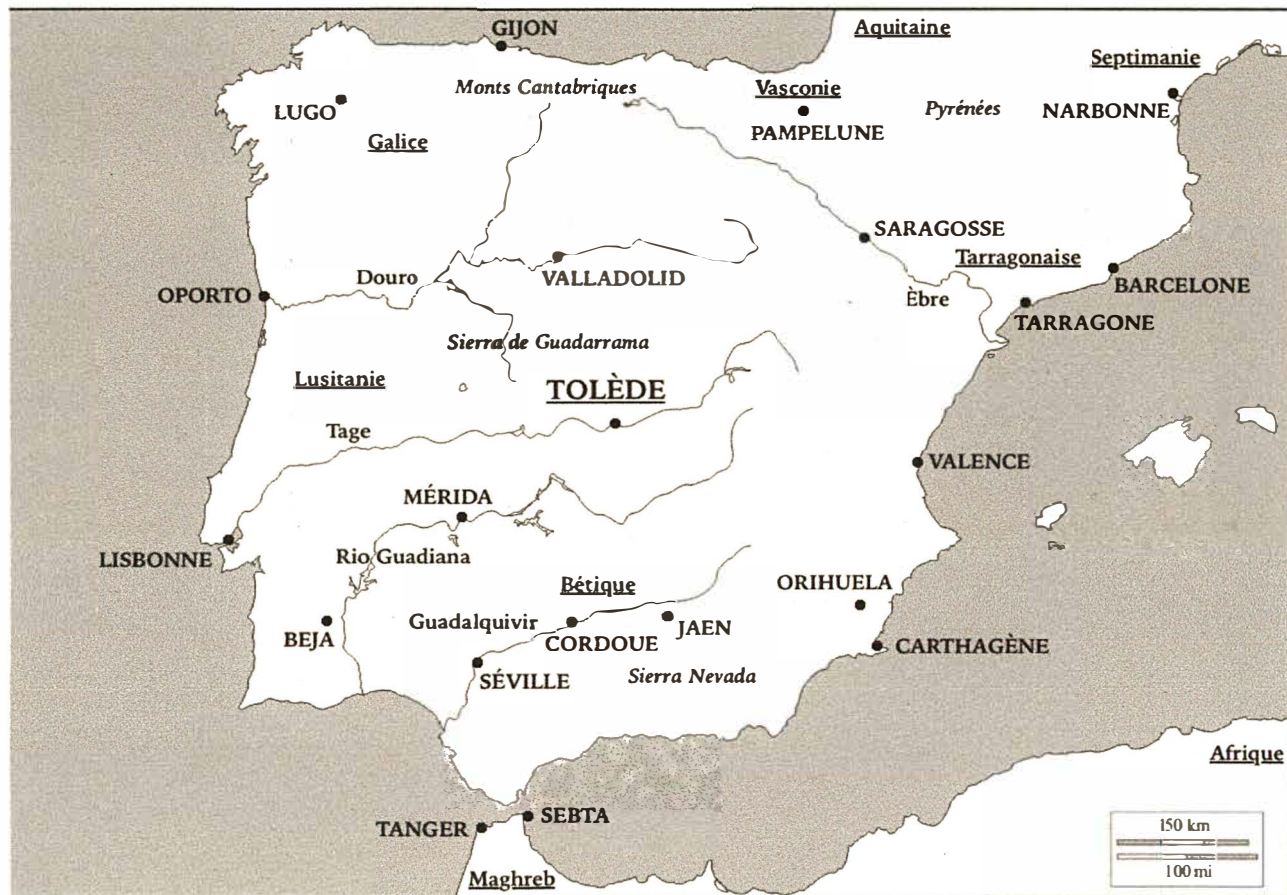 GIJON
Aquitaine
Septimanie
Monts Cantabriques
Vasconie
Pyrénées
LUGO
PAMPELUNE
NARBONNE
Galice
SARAGOSSE
Tarragonaise
Douro
VALLADOLID
BARCELONE
OPORTO
Èbre
TARRAGONE
Sierra de Guadarrama
Lusitanie
TOLÈDE
Tage
VALENCE
MÉRIDA
LISBONNE
Rio Guadiana
Bétique
ORIHUELA
Guadalquivir
BEJA
CORDOUE
JAEN
CARTHAGÈNE
SÉVILLE
Sierra Nevada
Afrique
TANGER
SEBTA
150 km
100 mi
Maghreb